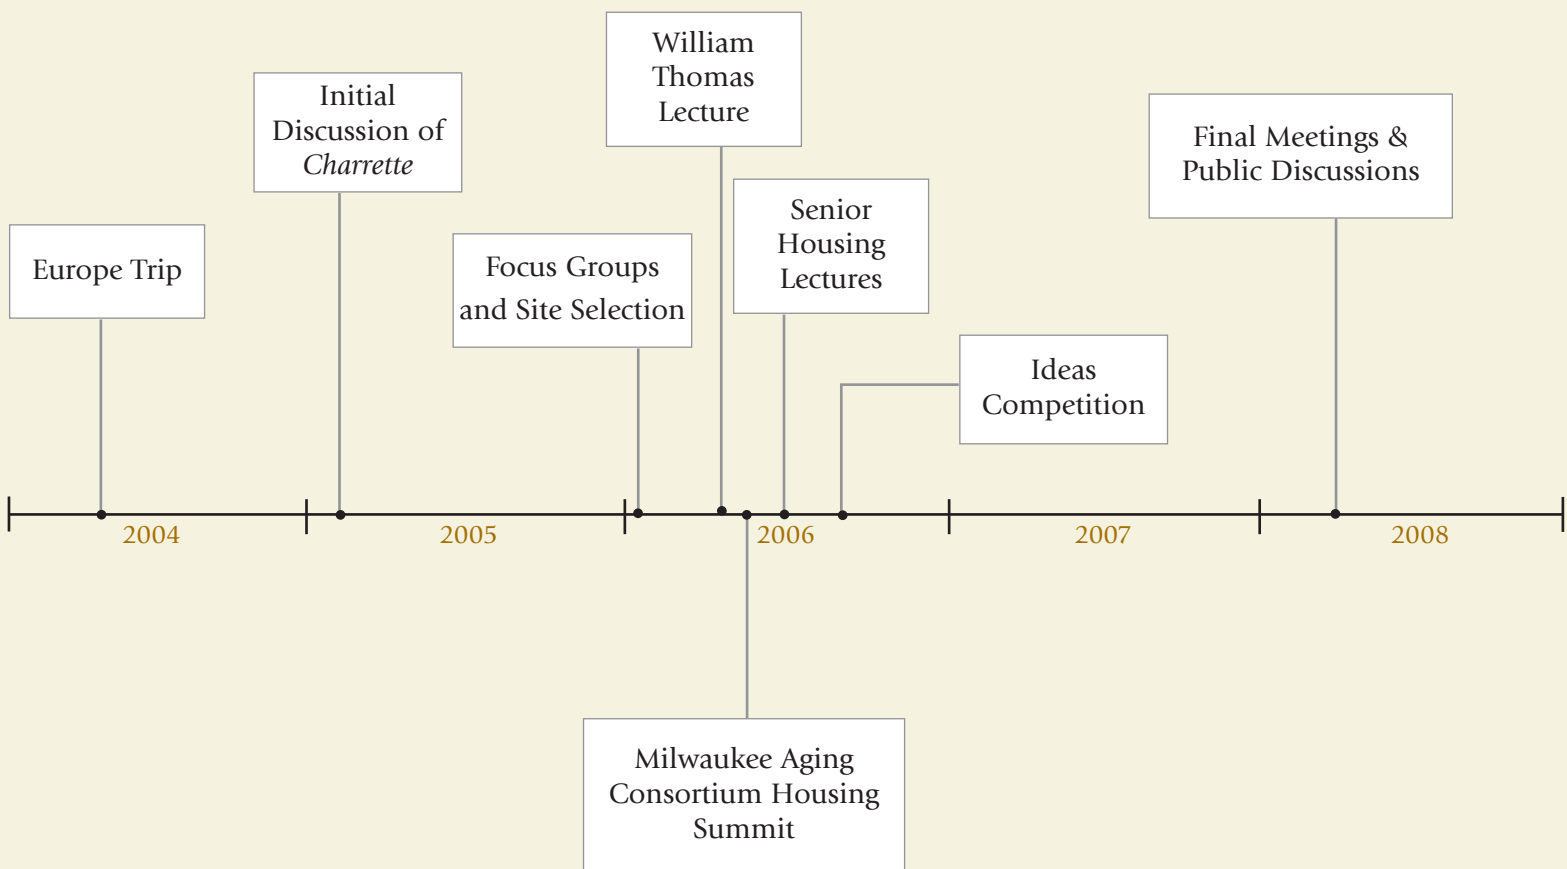 Europe Trip
Initial
Discussion of
Charrette
Focus Groups
and Site Selection
William
Thomas
Lecture
Senior
Housing
Lectures
Ideas
Competition
Final Meetings &
Public Discussions
2004
2005
2006
2007
2008
Milwaukee Aging
Consortium Housing
Summit